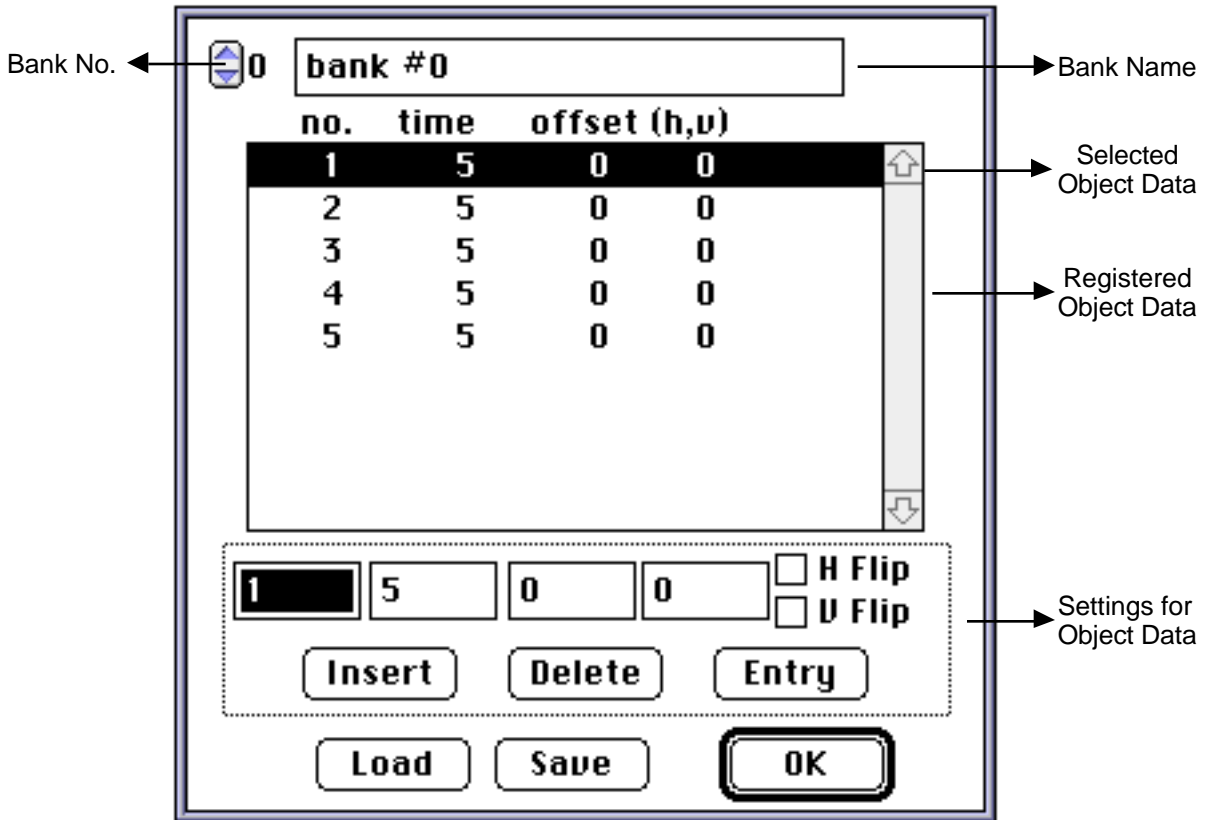 Bank No.
0
bank #0
Bank Name
no. time offset (h,v)
1 5 0 0
Selected
Object Data
2 5 0 0
3 5 0 0
4 5 0 0
5 5 0 0
Registered
Object Data
1 5 0 0
H Flip
V Flip
Settings for
Object Data
Insert Delete Entry
Load Save OK